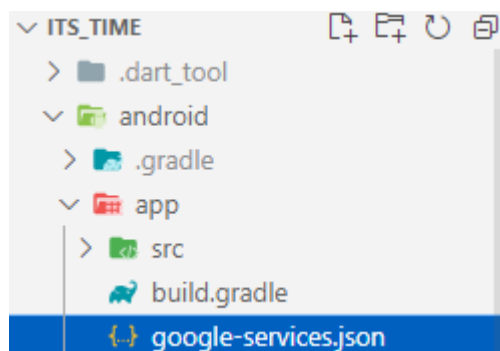 ITS_TIME
.dart_tool
android
.gradle
app
src
build.gradle
google-services.json